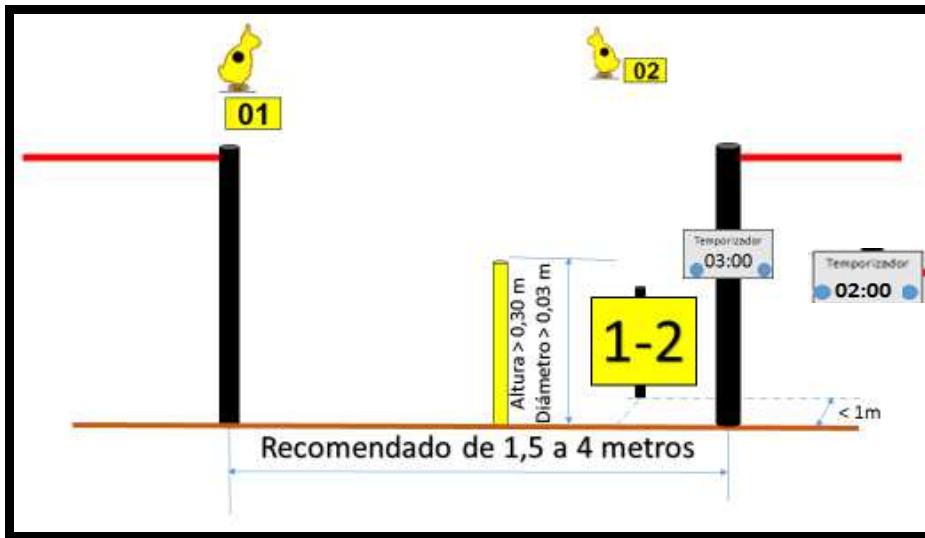 02
01
Temporizador
03:00
Temporizador
02:00
Altura > 0,30 m
Diámetro > 0,03 m
1-2
< 1m
Recomendado de 1,5 a 4 metros